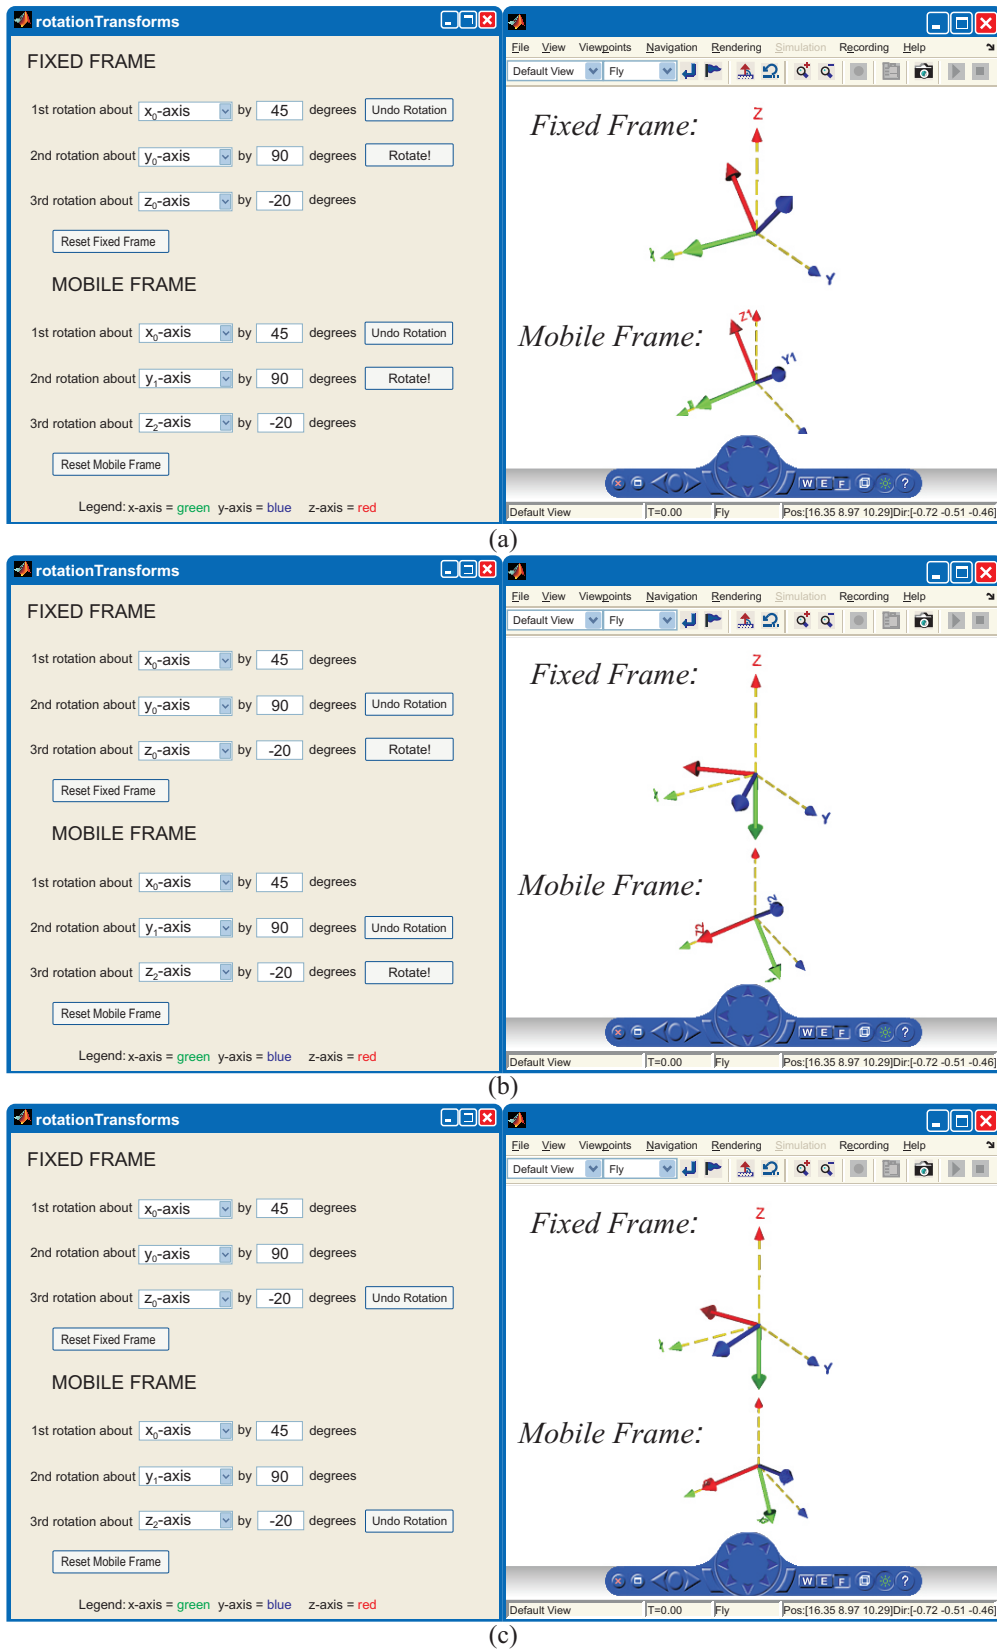 rotationTransforms
FIXED FRAME
1st rotation about x0-axis by 45 degrees Undo Rotation
2nd rotation about y0-axis by 90 degrees Rotate!
3rd rotation about z0-axis by -20 degrees
Reset Fixed Frame
MOBILE FRAME
1st rotation about x0-axis by 45 degrees Undo Rotation
2nd rotation about y1-axis by 90 degrees Rotate!
3rd rotation about z2-axis by -20 degrees
Reset Mobile Frame
Legend: x-axis = green y-axis = blue z-axis = red
File View Viewpoints Navigation Rendering Simulation Recording Help
Default View Fly
Fixed Frame:
Z
X
Y
Mobile Frame:
Z1
Y1
W E F
Default View T=0.00 Fly Pos:[16.35 8.97 10.29]Dir:[-0.72 -0.51 -0.46]
(a)
rotationTransforms
FIXED FRAME
1st rotation about x0-axis by 45 degrees
2nd rotation about y0-axis by 90 degrees Undo Rotation
3rd rotation about z0-axis by -20 degrees Rotate!
Reset Fixed Frame
MOBILE FRAME
1st rotation about x0-axis by 45 degrees
2nd rotation about y1-axis by 90 degrees Undo Rotation
3rd rotation about z2-axis by -20 degrees Rotate!
Reset Mobile Frame
Legend: x-axis = green y-axis = blue z-axis = red
File View Viewpoints Navigation Rendering Simulation Recording Help
Default View Fly
Fixed Frame:
Z
X
Y
Mobile Frame:
Z2
W E F ?
Default View T=0.00 Fly Pos:[16.35 8.97 10.29]Dir:[-0.72 -0.51 -0.46]
(b)
rotationTransforms
FIXED FRAME
1st rotation about x0-axis by 45 degrees
2nd rotation about y0-axis by 90 degrees
3rd rotation about z0-axis by -20 degrees Undo Rotation
Reset Fixed Frame
MOBILE FRAME
1st rotation about x0-axis by 45 degrees
2nd rotation about y1-axis by 90 degrees
3rd rotation about z2-axis by -20 degrees Undo Rotation
Reset Mobile Frame
Legend: x-axis = green y-axis = blue z-axis = red
File View Viewpoints Navigation Rendering Simulation Recording Help
Default View Fly
Fixed Frame:
Z
X
Y
Mobile Frame:
W E F ?
Default View T=0.00 Fly Pos:[16.35 8.97 10.29]Dir:[-0.72 -0.51 -0.46]
(c)